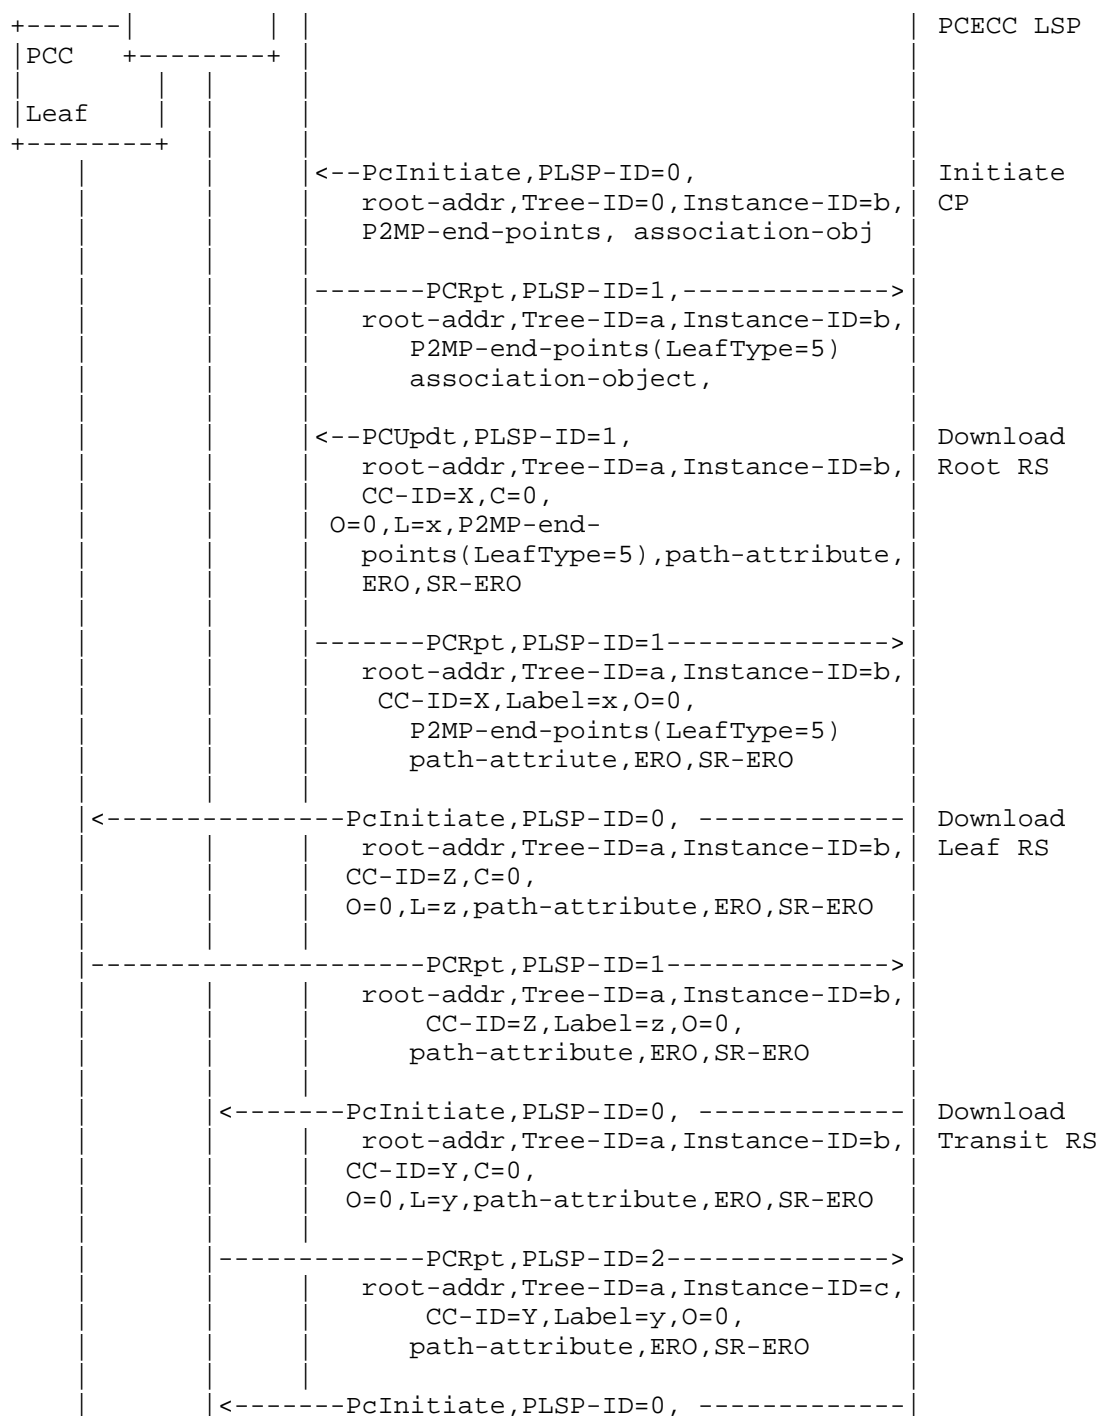 +------| | | | PCECC LSP
|PCC +--------+ | |
| | | | |
|Leaf | | | |
+--------+ | | |
| | |<--PcInitiate,PLSP-ID=0, | Initiate
| | | root-addr,Tree-ID=0,Instance-ID=b,| CP
| | | P2MP-end-points, association-obj |
| | | |
| | |-------PCRpt,PLSP-ID=1,------------->|
| | | root-addr,Tree-ID=a,Instance-ID=b,|
| | | P2MP-end-points(LeafType=5) |
| | | association-object, |
| | | |
| | |<--PCUpdt,PLSP-ID=1, | Download
| | | root-addr,Tree-ID=a,Instance-ID=b,| Root RS
| | | CC-ID=X,C=0, |
| | | O=0,L=x,P2MP-end- |
| | | points(LeafType=5),path-attribute,|
| | | ERO,SR-ERO |
| | | |
| | |-------PCRpt,PLSP-ID=1-------------->|
| | | root-addr,Tree-ID=a,Instance-ID=b,|
| | | CC-ID=X,Label=x,O=0, |
| | | P2MP-end-points(LeafType=5) |
| | | path-attriute,ERO,SR-ERO |
| | | |
|<---------------PcInitiate,PLSP-ID=0, -------------| Download
| | | root-addr,Tree-ID=a,Instance-ID=b,| Leaf RS
| | | CC-ID=Z,C=0, |
| | | O=0,L=z,path-attribute,ERO,SR-ERO |
| | | |
|---------------------PCRpt,PLSP-ID=1-------------->|
| | | root-addr,Tree-ID=a,Instance-ID=b,|
| | | CC-ID=Z,Label=z,O=0, |
| | | path-attribute,ERO,SR-ERO |
| | | |
| |<-------PcInitiate,PLSP-ID=0, -------------| Download
| | | root-addr,Tree-ID=a,Instance-ID=b,| Transit RS
| | | CC-ID=Y,C=0, |
| | | O=0,L=y,path-attribute,ERO,SR-ERO |
| | | |
| |-------------PCRpt,PLSP-ID=2-------------->|
| | | root-addr,Tree-ID=a,Instance-ID=c,|
| | | CC-ID=Y,Label=y,O=0, |
| | | path-attribute,ERO,SR-ERO |
| | | |
| |<-------PcInitiate,PLSP-ID=0, -------------|